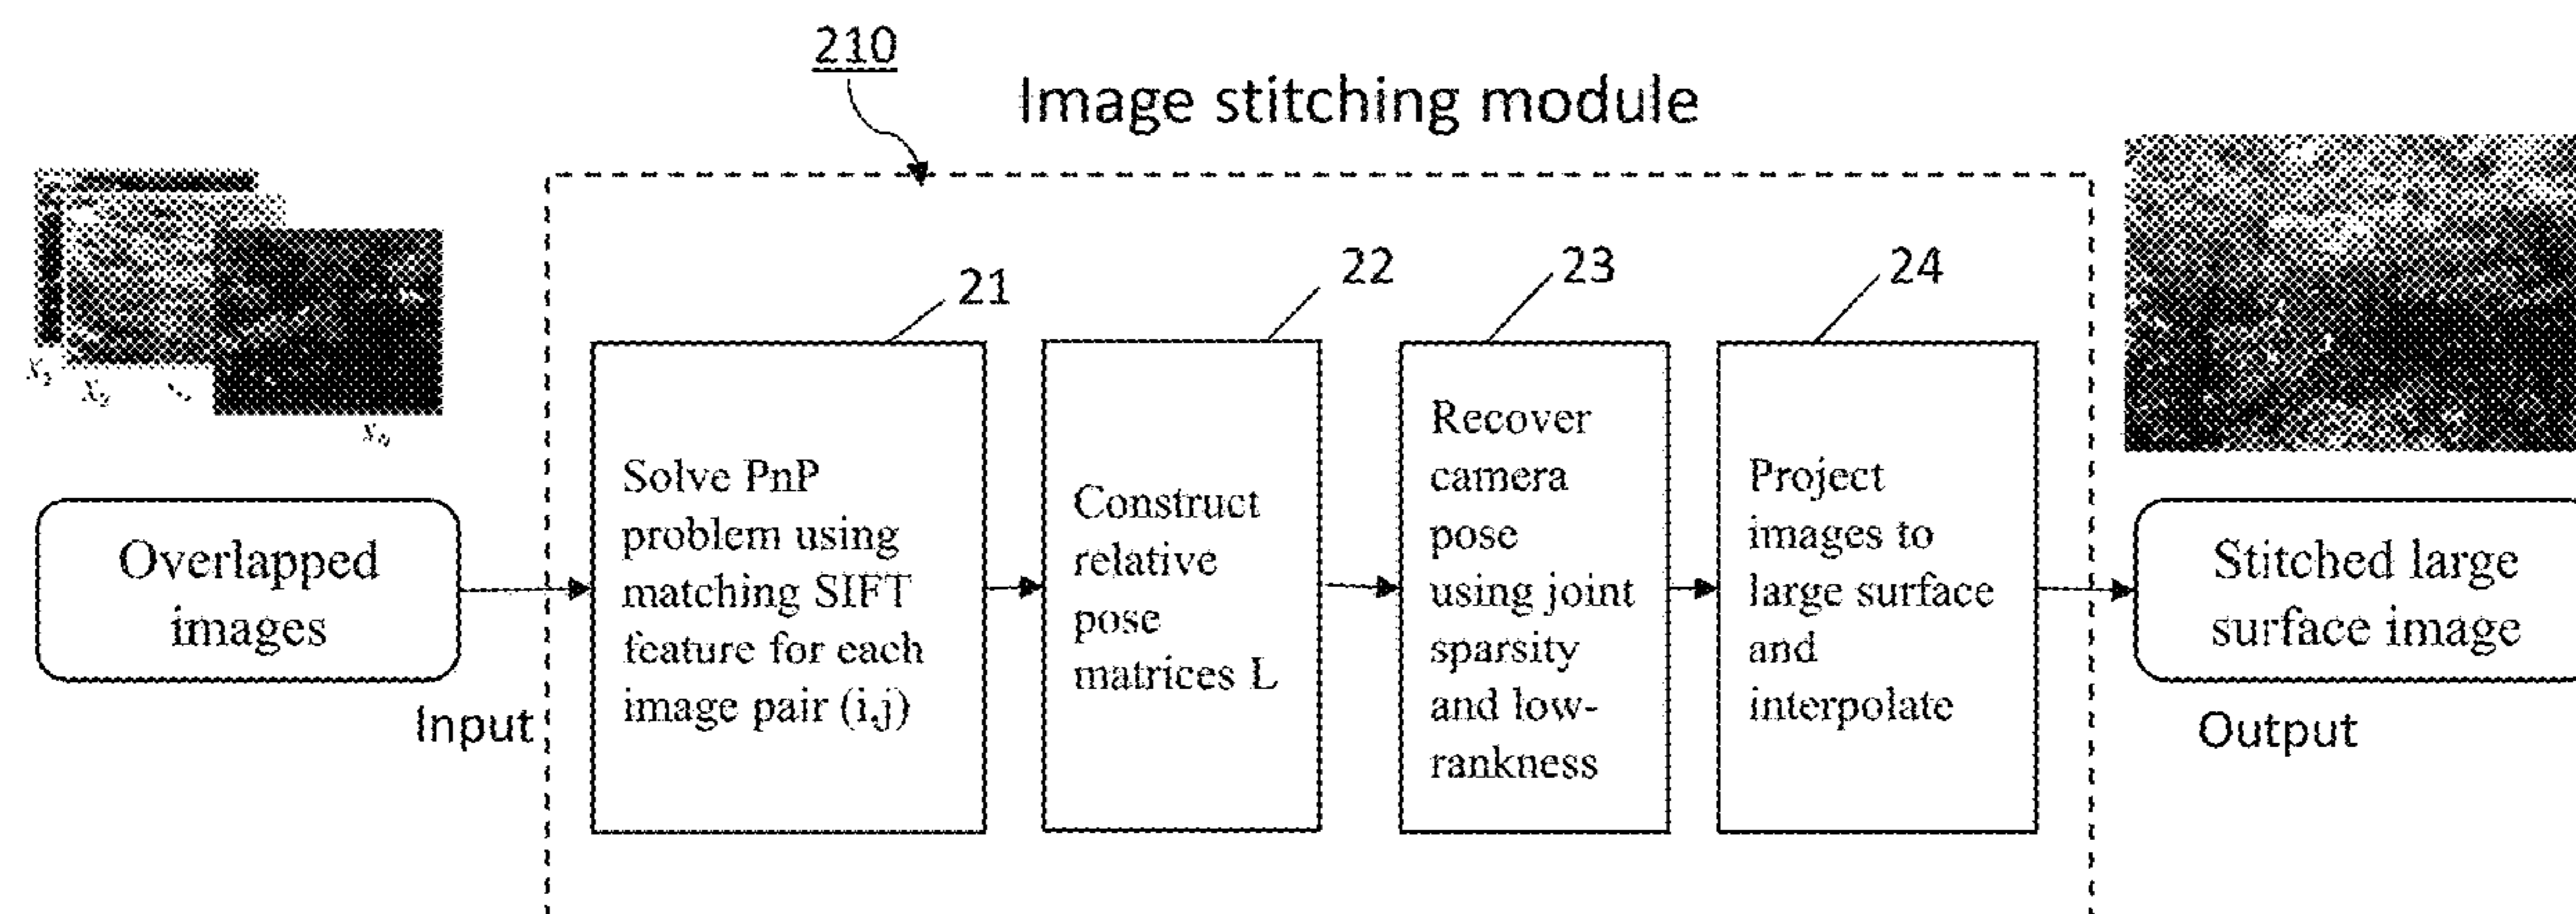 210
Image stitching module
21
22
23
24
X₂
Xₙ
Overlapped
images
Input
Solve PnP
problem using
matching SIFT
feature for each
image pair (i,j)
Construct
relative
pose
matrices L
Recover
camera
pose
using joint
sparsity
and low-
rankness
Project
images to
large surface
and
interpolate
Stitched large
surface image
Output